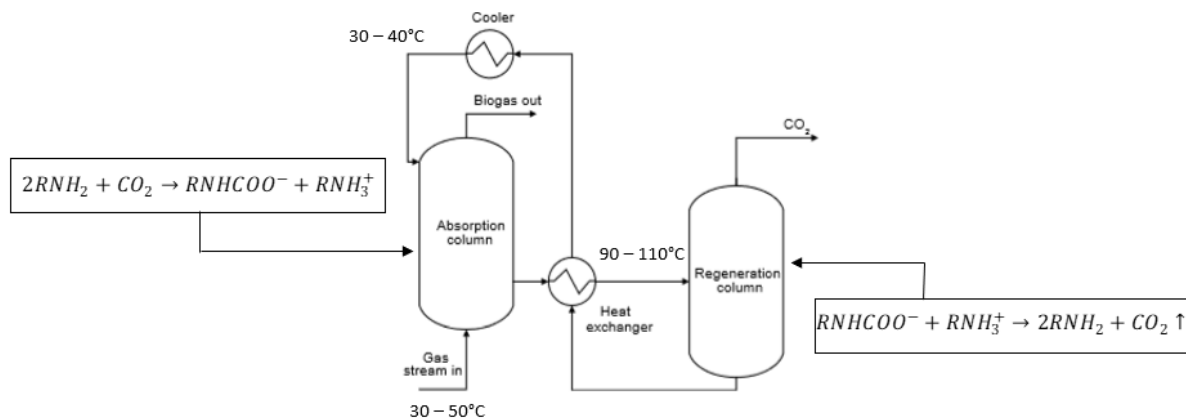 Cooler
30 – 40°C
Biogas out
CO₂
2RNH₂ + CO₂ → RNHCOO⁻ + RNH₃⁺
Absorption
column
90 – 110°C
Regeneration
column
Heat
exchanger
RNHCOO⁻ + RNH₃⁺ → 2RNH₂ + CO₂ ↑
Gas
stream in
30 – 50°C